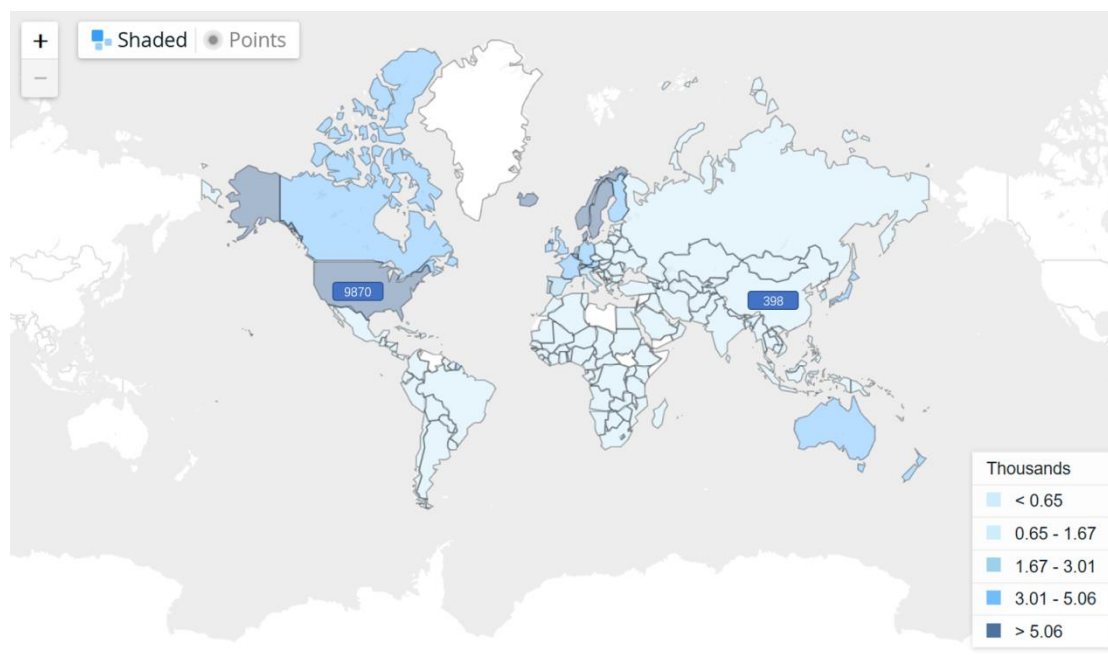 +
Shaded Points
−
9870
398
Thousands
< 0.65
0.65 - 1.67
1.67 - 3.01
3.01 - 5.06
> 5.06